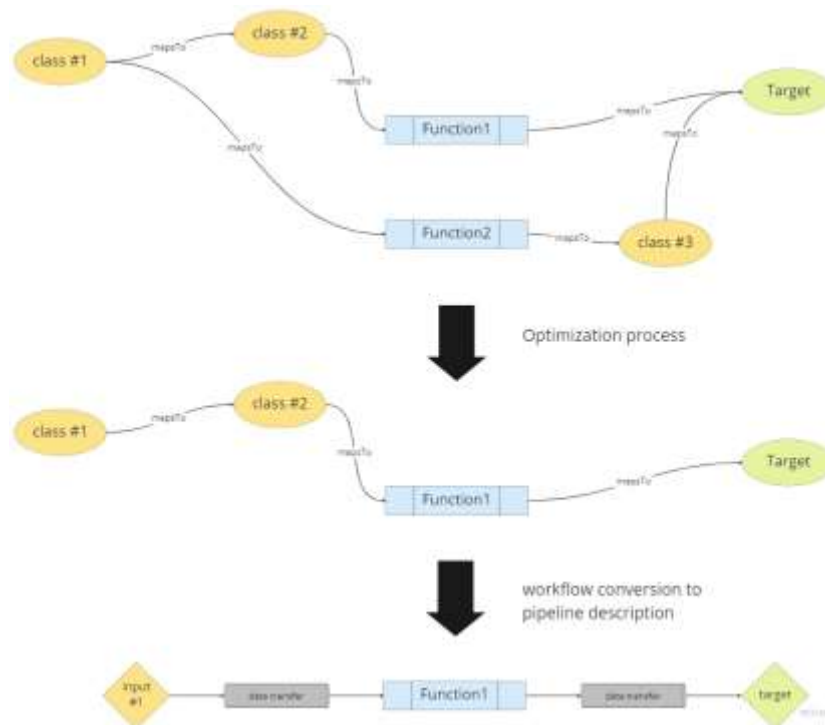 class #1
mapsTo
class #2
mapsTo
Function1
mapsTo
Target
mapsTo
mapsTo
Function2
mapsTo
class #3
Optimization process
class #1
mapsTo
class #2
mapsTo
Function1
mapsTo
Target
workflow conversion to
pipeline description
Input
#1
data transfer
Function1
data transfer
target